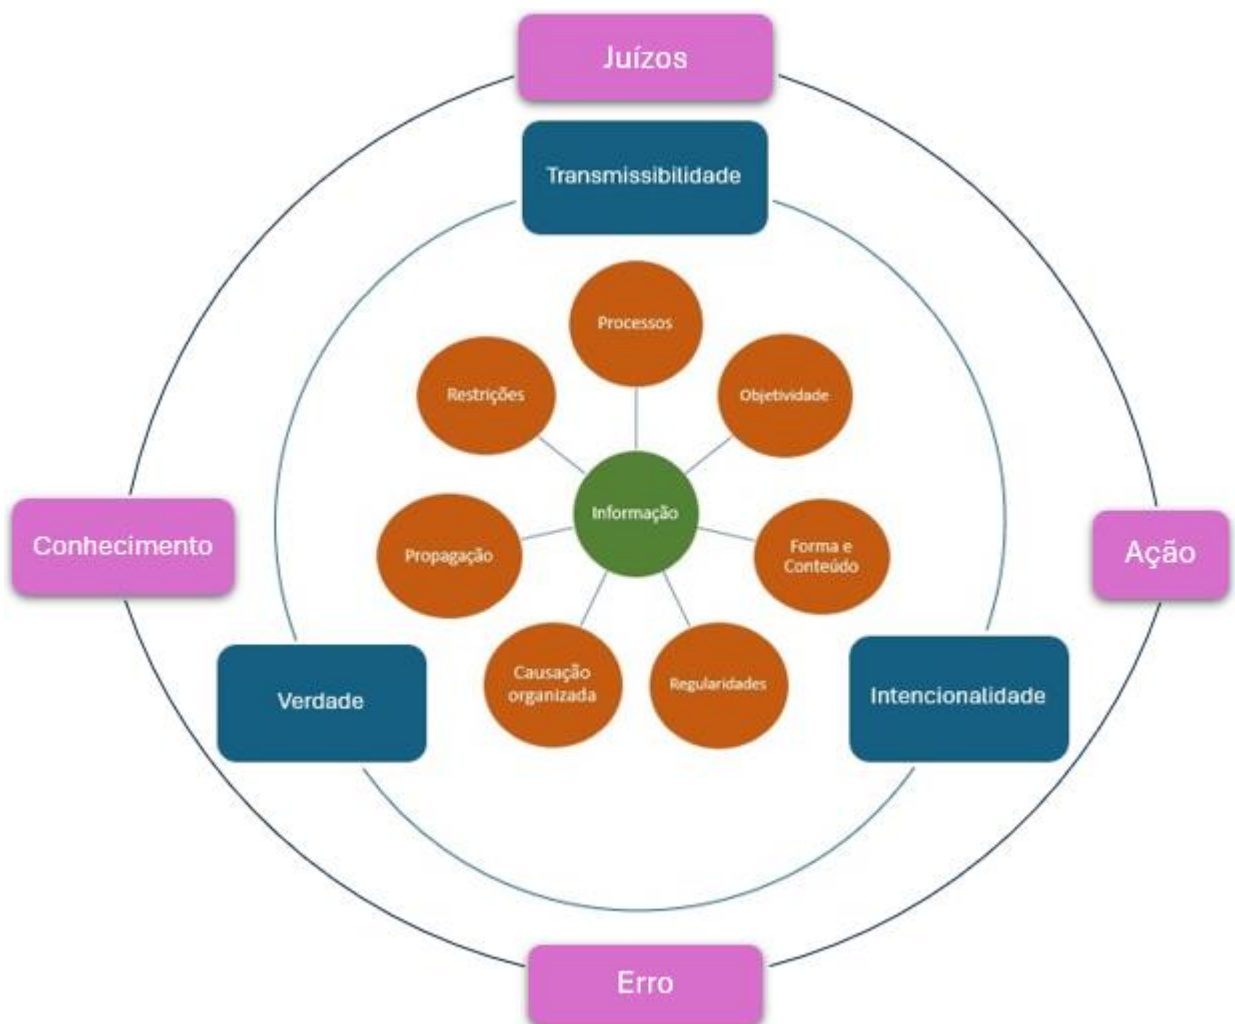 Juízos
Transmissibilidade
Processos
Restrições
Objetividade
Informação
Conhecimento
Propagação
Forma e
Conteúdo
Ação
Causação
organizada
Regularidades
Verdade
Intencionalidade
Erro